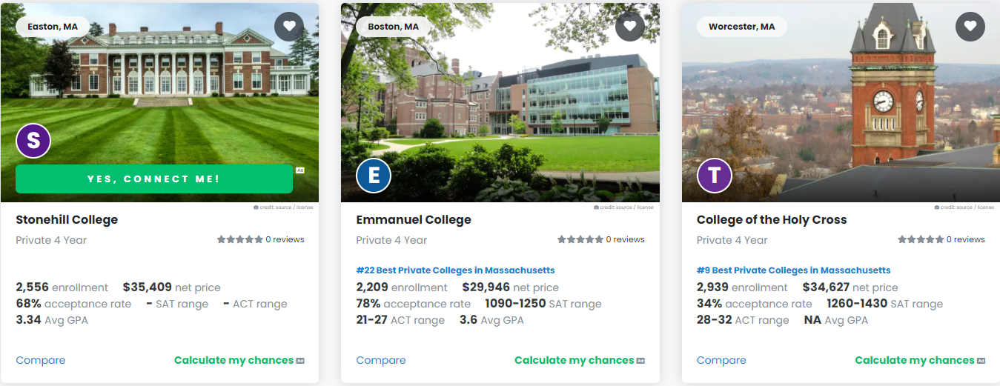 Easton, MA
S
YES, CONNECT ME!
Ad
credit: source / license
Stonehill College
Private 4 Year
0 reviews
2,556 enrollment $35,409 net price
68% acceptance rate - SAT range - ACT range
3.34 Avg GPA
Compare
Calculate my chances Ad
Boston, MA
E
credit: source / license
Emmanuel College
Private 4 Year
0 reviews
#22 Best Private Colleges in Massachusetts
2,209 enrollment $29,946 net price
78% acceptance rate 1090-1250 SAT range
21-27 ACT range 3.6 Avg GPA
Compare
Calculate my chances Ad
Worcester, MA
T
credit: source / license
College of the Holy Cross
Private 4 Year
0 reviews
#9 Best Private Colleges in Massachusetts
2,939 enrollment $34,627 net price
34% acceptance rate 1260-1430 SAT range
28-32 ACT range NA Avg GPA
Compare
Calculate my chances Ad